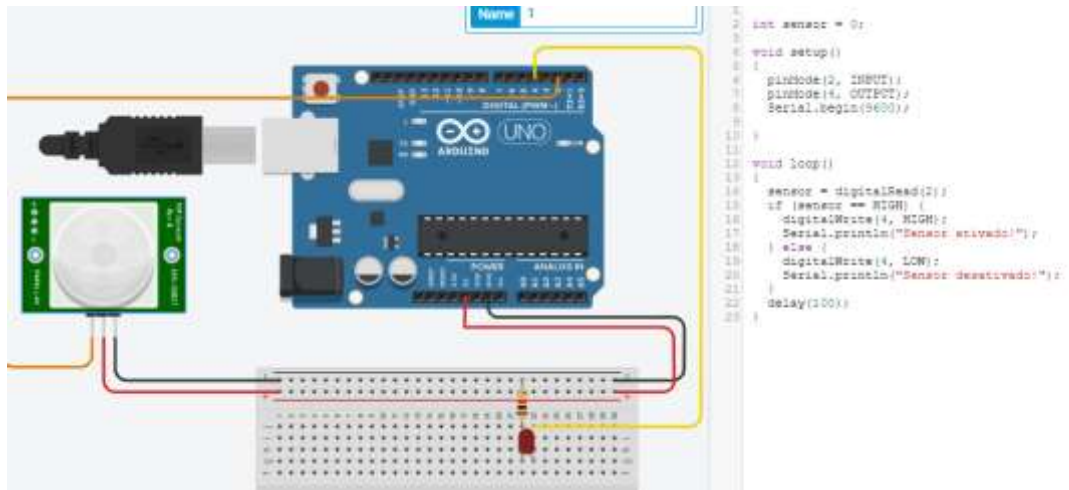 Name 1
DIGITAL (PWM~)
UNO
ARDUINO
POWER
ANALOG IN
int sensor = 0;
void setup()
{
pinMode(2, INPUT);
pinMode(4, OUTPUT);
Serial.begin(9600);
}
void loop()
{
sensor = digitalRead(2);
if (sensor == HIGH) {
digitalWrite(4, HIGH);
Serial.println("Sensor ativado!");
} else {
digitalWrite(4, LOW);
Serial.println("Sensor desativado!");
}
delay(100);
}